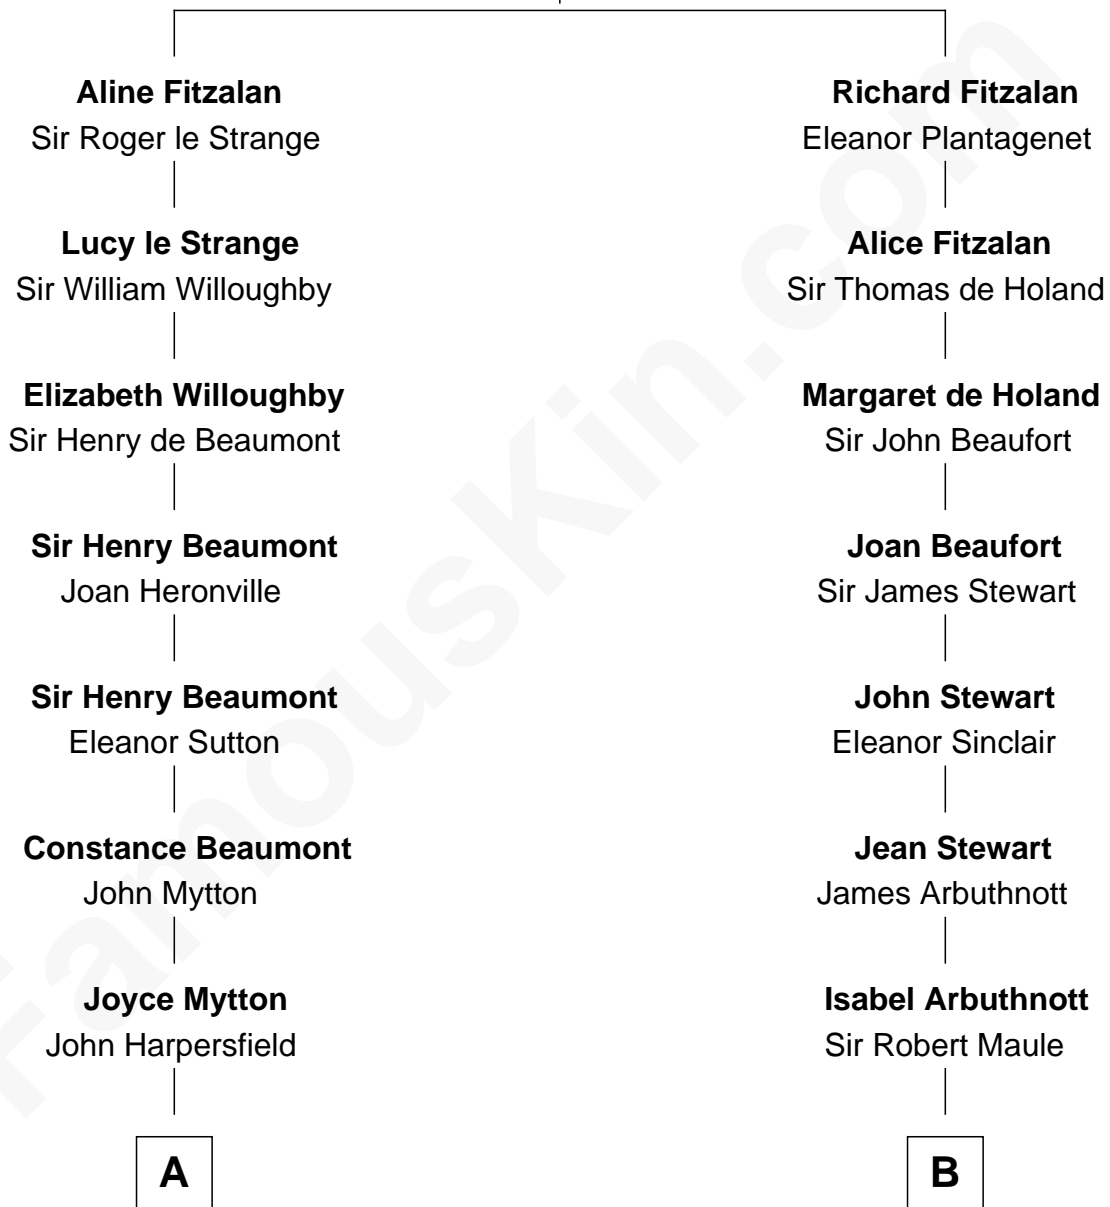 Aline Fitzalan
Sir Roger le Strange
Lucy le Strange
Sir William Willoughby
Elizabeth Willoughby
Sir Henry de Beaumont
Sir Henry Beaumont
Joan Heronville
Sir Henry Beaumont
Eleanor Sutton
Constance Beaumont
John Mytton
Joyce Mytton
John Harpersfield
A
Richard Fitzalan
Eleanor Plantagenet
Alice Fitzalan
Sir Thomas de Holand
Margaret de Holand
Sir John Beaufort
Joan Beaufort
Sir James Stewart
John Stewart
Eleanor Sinclair
Jean Stewart
James Arbuthnott
Isabel Arbuthnott
Sir Robert Maule
B
FamousKin.com